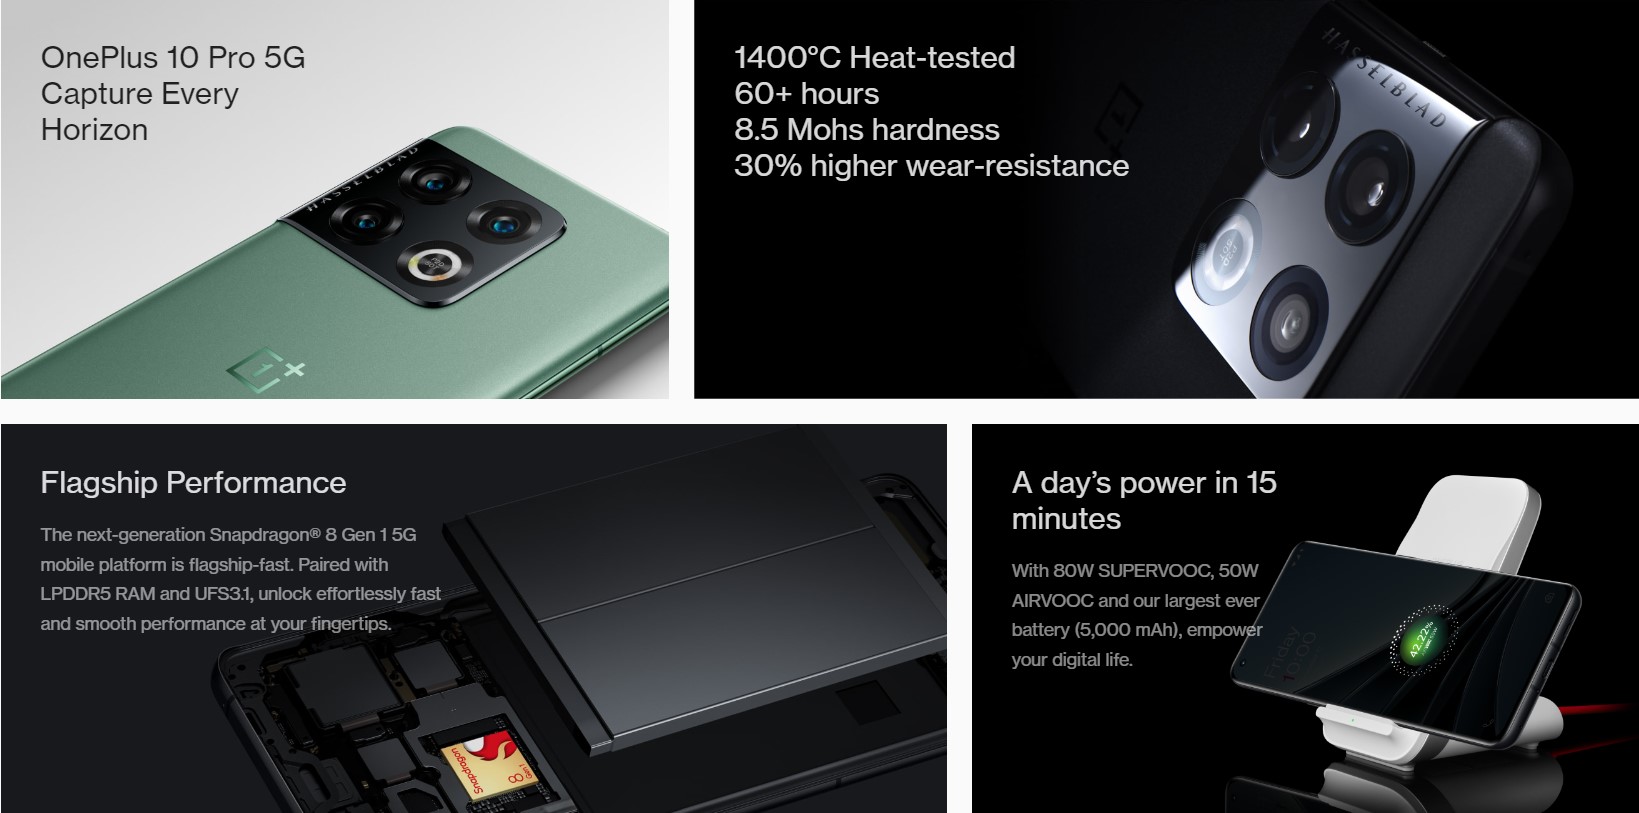 OnePlus 10 Pro 5G
Capture Every
Horizon
HASSELBLAD
1400°C Heat-tested
60+ hours
8.5 Mohs hardness
30% higher wear-resistance
HASSELBLAD
Flagship Performance
The next-generation Snapdragon® 8 Gen 1 5G
mobile platform is flagship-fast. Paired with
LPDDR5 RAM and UFS3.1, unlock effortlessly fast
and smooth performance at your fingertips.
Snapdragon
8
Gen 1
A day’s power in 15
minutes
With 80W SUPERVOOC, 50W
AIRVOOC and our largest ever
battery (5,000 mAh), empower
your digital life.
Friday
10:00
42.22%